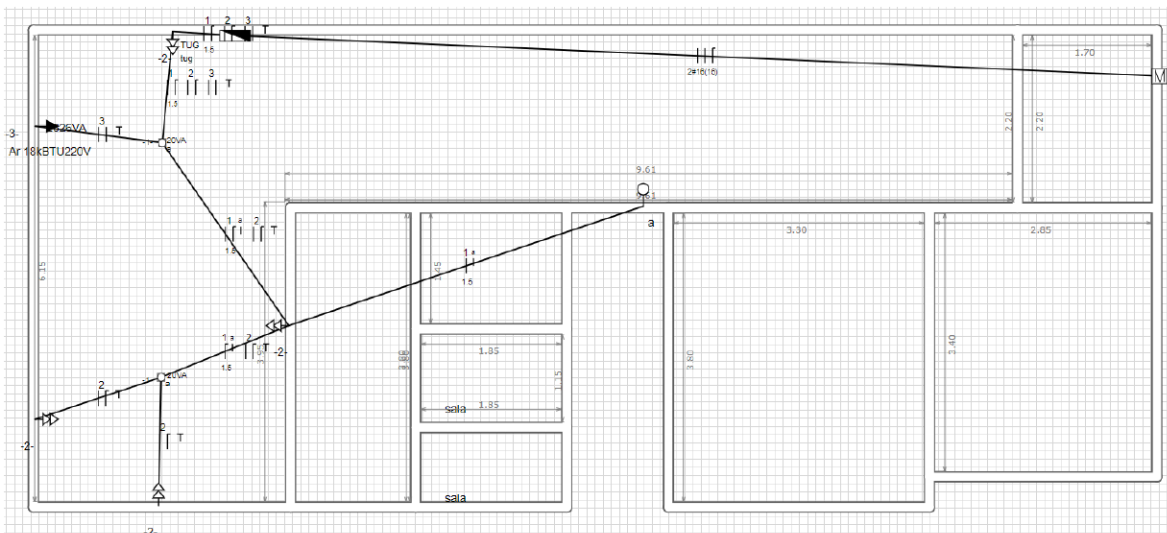 1 2 3 T
1.5
TUG
tug
-2-
1 2 3 T
1.5
2#16(16)
1.70
M
-3-
3 T
Ar 18kBTU220V
-1-
20VA
a
2.20
2.20
9.61
9.61
a
1 a 2 T
1.5
6.15
1 a
1.5
3.30
2.85
1 a 2 T
1.5
-2-
1.85
3.80
3.40
1.15
-1-
20VA
a
2 T
1.85
sala
-2-
2 T
sala
-2-